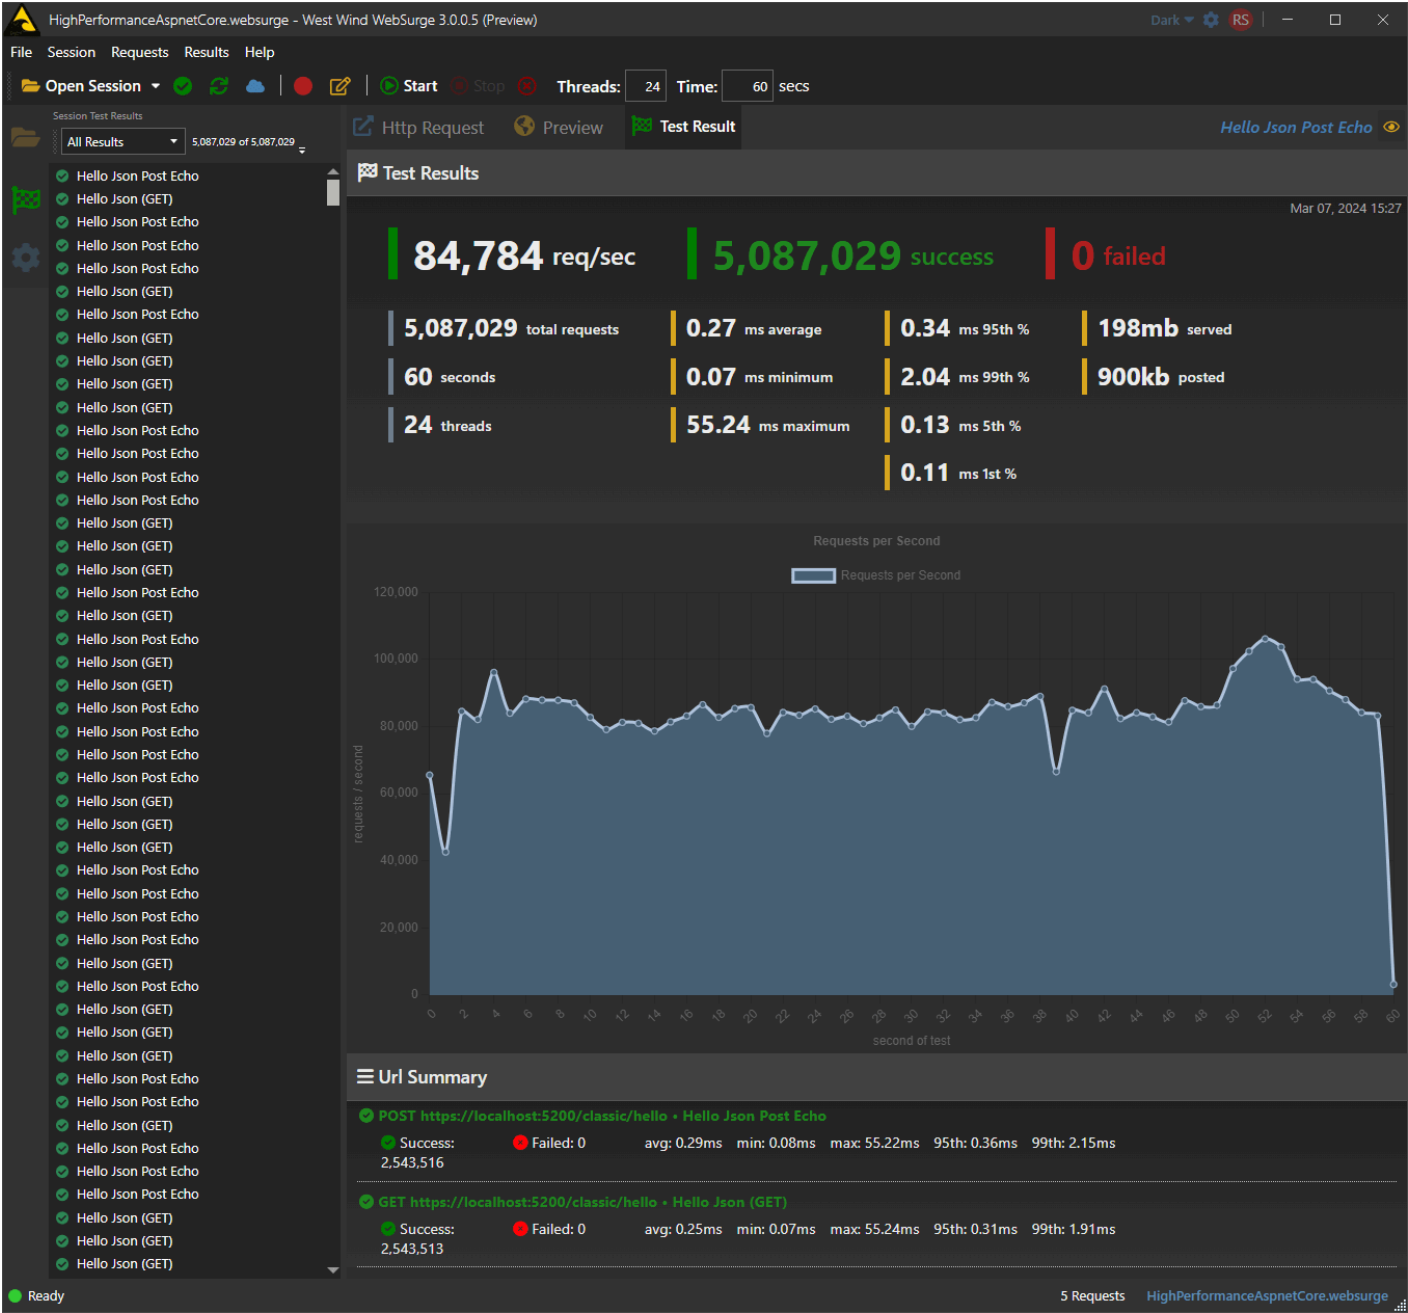 HighPerformanceAspnetCore.websurge - West Wind WebSurge 3.0.0.5 (Preview)
Dark
RS
File Session Requests Results Help
Open Session
Start
Stop
Threads: 24 Time: 60 secs
Session Test Results
All Results
5,087,029 of 5,087,029
Http Request
Preview
Test Result
Hello Json Post Echo
Hello Json Post Echo
Hello Json (GET)
Hello Json Post Echo
Hello Json Post Echo
Hello Json Post Echo
Hello Json (GET)
Hello Json Post Echo
Hello Json (GET)
Hello Json (GET)
Hello Json (GET)
Hello Json (GET)
Hello Json Post Echo
Hello Json Post Echo
Hello Json Post Echo
Hello Json Post Echo
Hello Json (GET)
Hello Json (GET)
Hello Json (GET)
Hello Json Post Echo
Hello Json (GET)
Hello Json Post Echo
Hello Json (GET)
Hello Json (GET)
Hello Json Post Echo
Hello Json Post Echo
Hello Json Post Echo
Hello Json Post Echo
Hello Json (GET)
Hello Json (GET)
Hello Json (GET)
Hello Json Post Echo
Hello Json Post Echo
Hello Json Post Echo
Hello Json Post Echo
Hello Json (GET)
Hello Json Post Echo
Hello Json (GET)
Hello Json (GET)
Hello Json (GET)
Hello Json Post Echo
Hello Json Post Echo
Hello Json (GET)
Hello Json Post Echo
Hello Json Post Echo
Hello Json Post Echo
Hello Json (GET)
Hello Json (GET)
Hello Json (GET)
Test Results
Mar 07, 2024 15:27
84,784 req/sec
5,087,029 success
0 failed
5,087,029 total requests
0.27 ms average
0.34 ms 95th %
198mb served
60 seconds
0.07 ms minimum
2.04 ms 99th %
900kb posted
24 threads
55.24 ms maximum
0.13 ms 5th %
0.11 ms 1st %
Requests per Second
Requests per Second
120,000
100,000
80,000
60,000
40,000
20,000
0
requests / second
0 2 4 6 8 10 12 14 16 18 20 22 24 26 28 30 32 34 36 38 40 42 44 46 48 50 52 54 56 58 60
second of test
Url Summary
POST https://localhost:5200/classic/hello • Hello Json Post Echo
Success: Failed: 0 avg: 0.29ms min: 0.08ms max: 55.22ms 95th: 0.36ms 99th: 2.15ms
2,543,516
GET https://localhost:5200/classic/hello • Hello Json (GET)
Success: Failed: 0 avg: 0.25ms min: 0.07ms max: 55.24ms 95th: 0.31ms 99th: 1.91ms
2,543,513
Ready
5 Requests
HighPerformanceAspnetCore.websurge